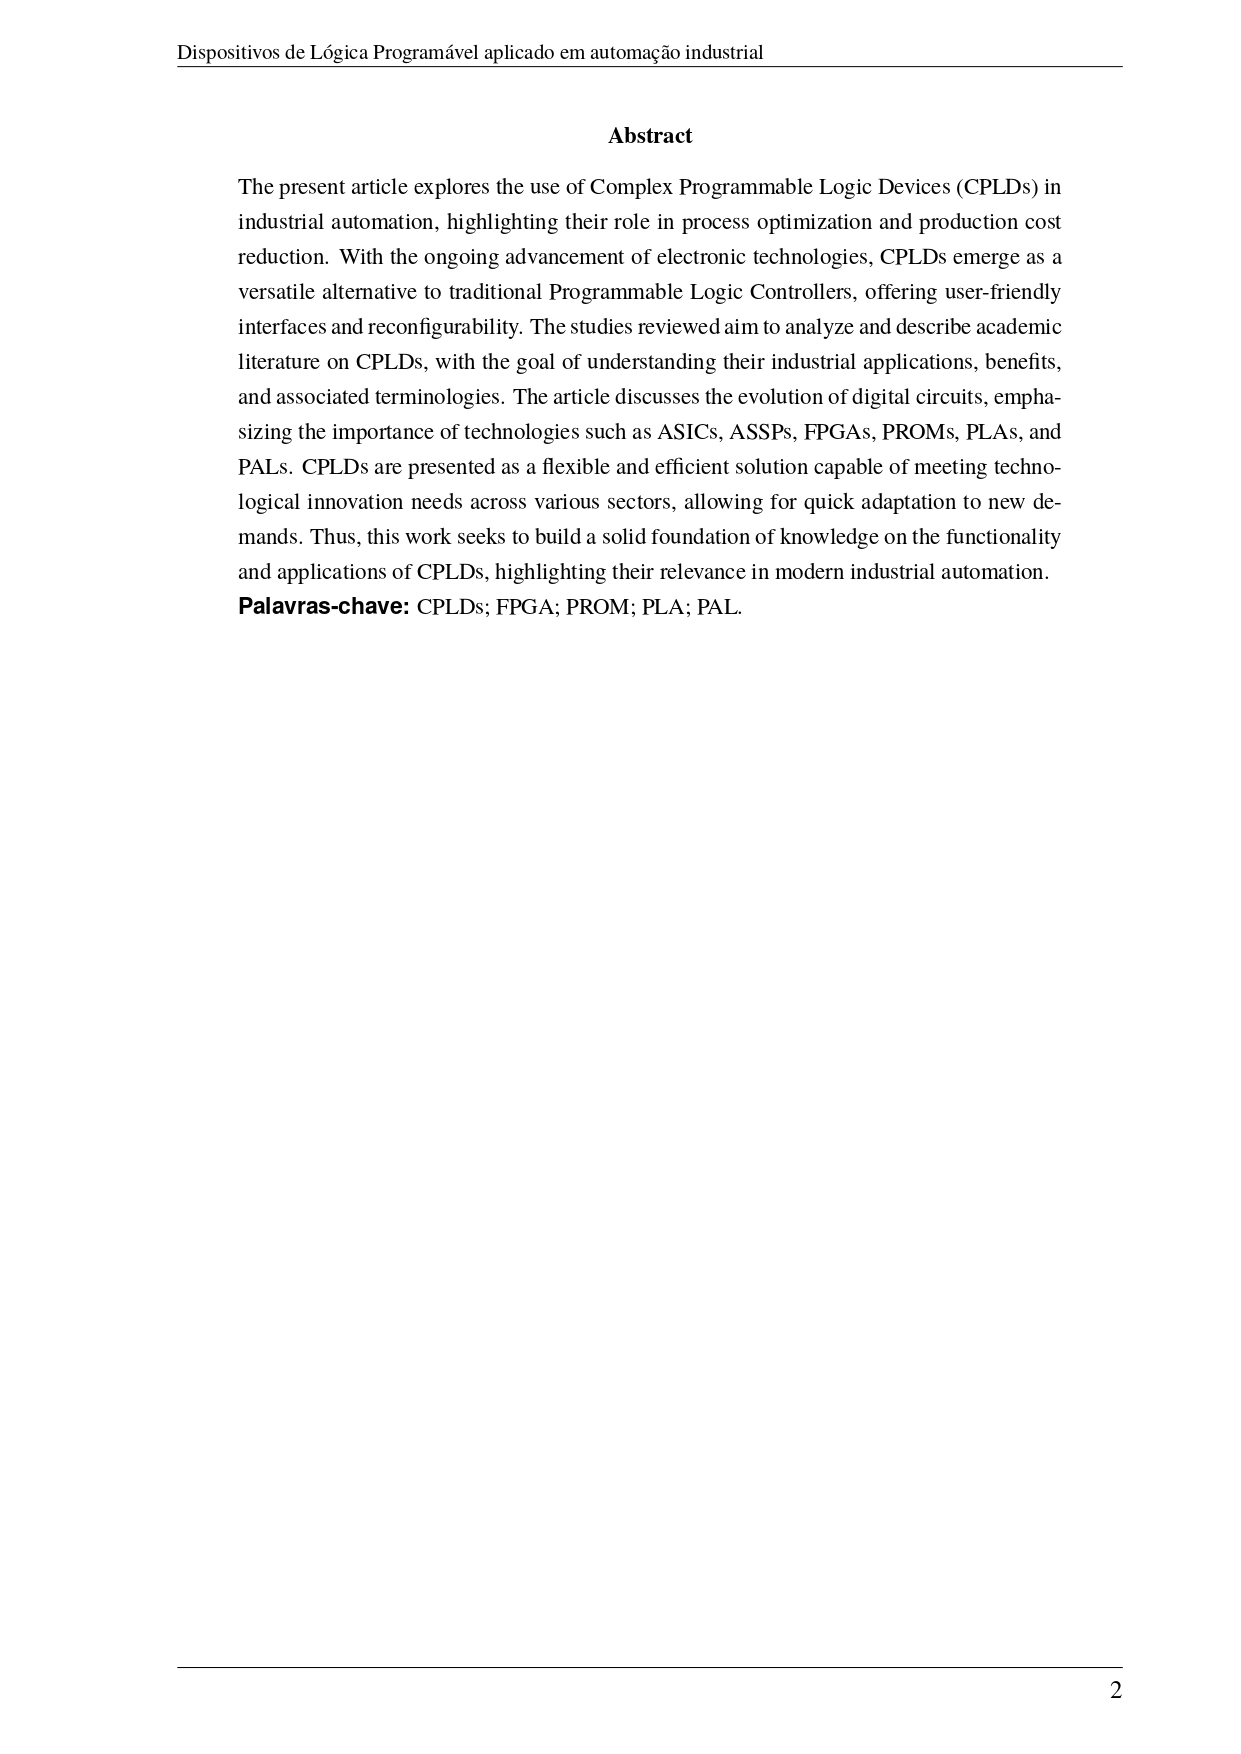 Dispositivos de Lógica Programável aplicado em automação industrial
Abstract
The present article explores the use of Complex Programmable Logic Devices (CPLDs) in
industrial automation, highlighting their role in process optimization and production cost
reduction. With the ongoing advancement of electronic technologies, CPLDs emerge as a
versatile alternative to traditional Programmable Logic Controllers, offering user-friendly
interfaces and reconfigurability. The studies reviewed aim to analyze and describe academic
literature on CPLDs, with the goal of understanding their industrial applications, benefits,
and associated terminologies. The article discusses the evolution of digital circuits, empha-
sizing the importance of technologies such as ASICs, ASSPs, FPGAs, PROMs, PLAs, and
PALs. CPLDs are presented as a flexible and efficient solution capable of meeting techno-
logical innovation needs across various sectors, allowing for quick adaptation to new de-
mands. Thus, this work seeks to build a solid foundation of knowledge on the functionality
and applications of CPLDs, highlighting their relevance in modern industrial automation.
Palavras-chave: CPLDs; FPGA; PROM; PLA; PAL.
2